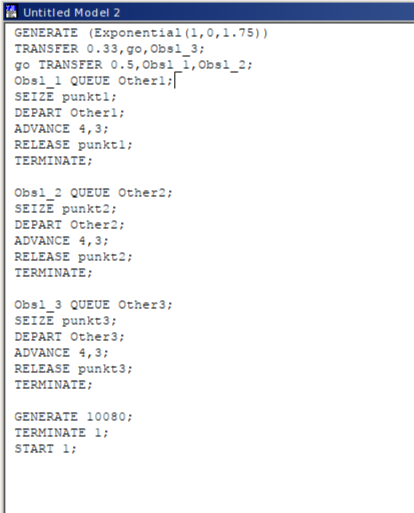 Untitled Model 2
GENERATE (Exponential(1,0,1.75))
TRANSFER 0.33,go,Obsl_3;
go TRANSFER 0.5,Obsl_1,Obsl_2;
Obsl_1 QUEUE Other1;
SEIZE punkt1;
DEPART Other1;
ADVANCE 4,3;
RELEASE punkt1;
TERMINATE;
Obsl_2 QUEUE Other2;
SEIZE punkt2;
DEPART Other2;
ADVANCE 4,3;
RELEASE punkt2;
TERMINATE;
Obsl_3 QUEUE Other3;
SEIZE punkt3;
DEPART Other3;
ADVANCE 4,3;
RELEASE punkt3;
TERMINATE;
GENERATE 10080;
TERMINATE 1;
START 1;